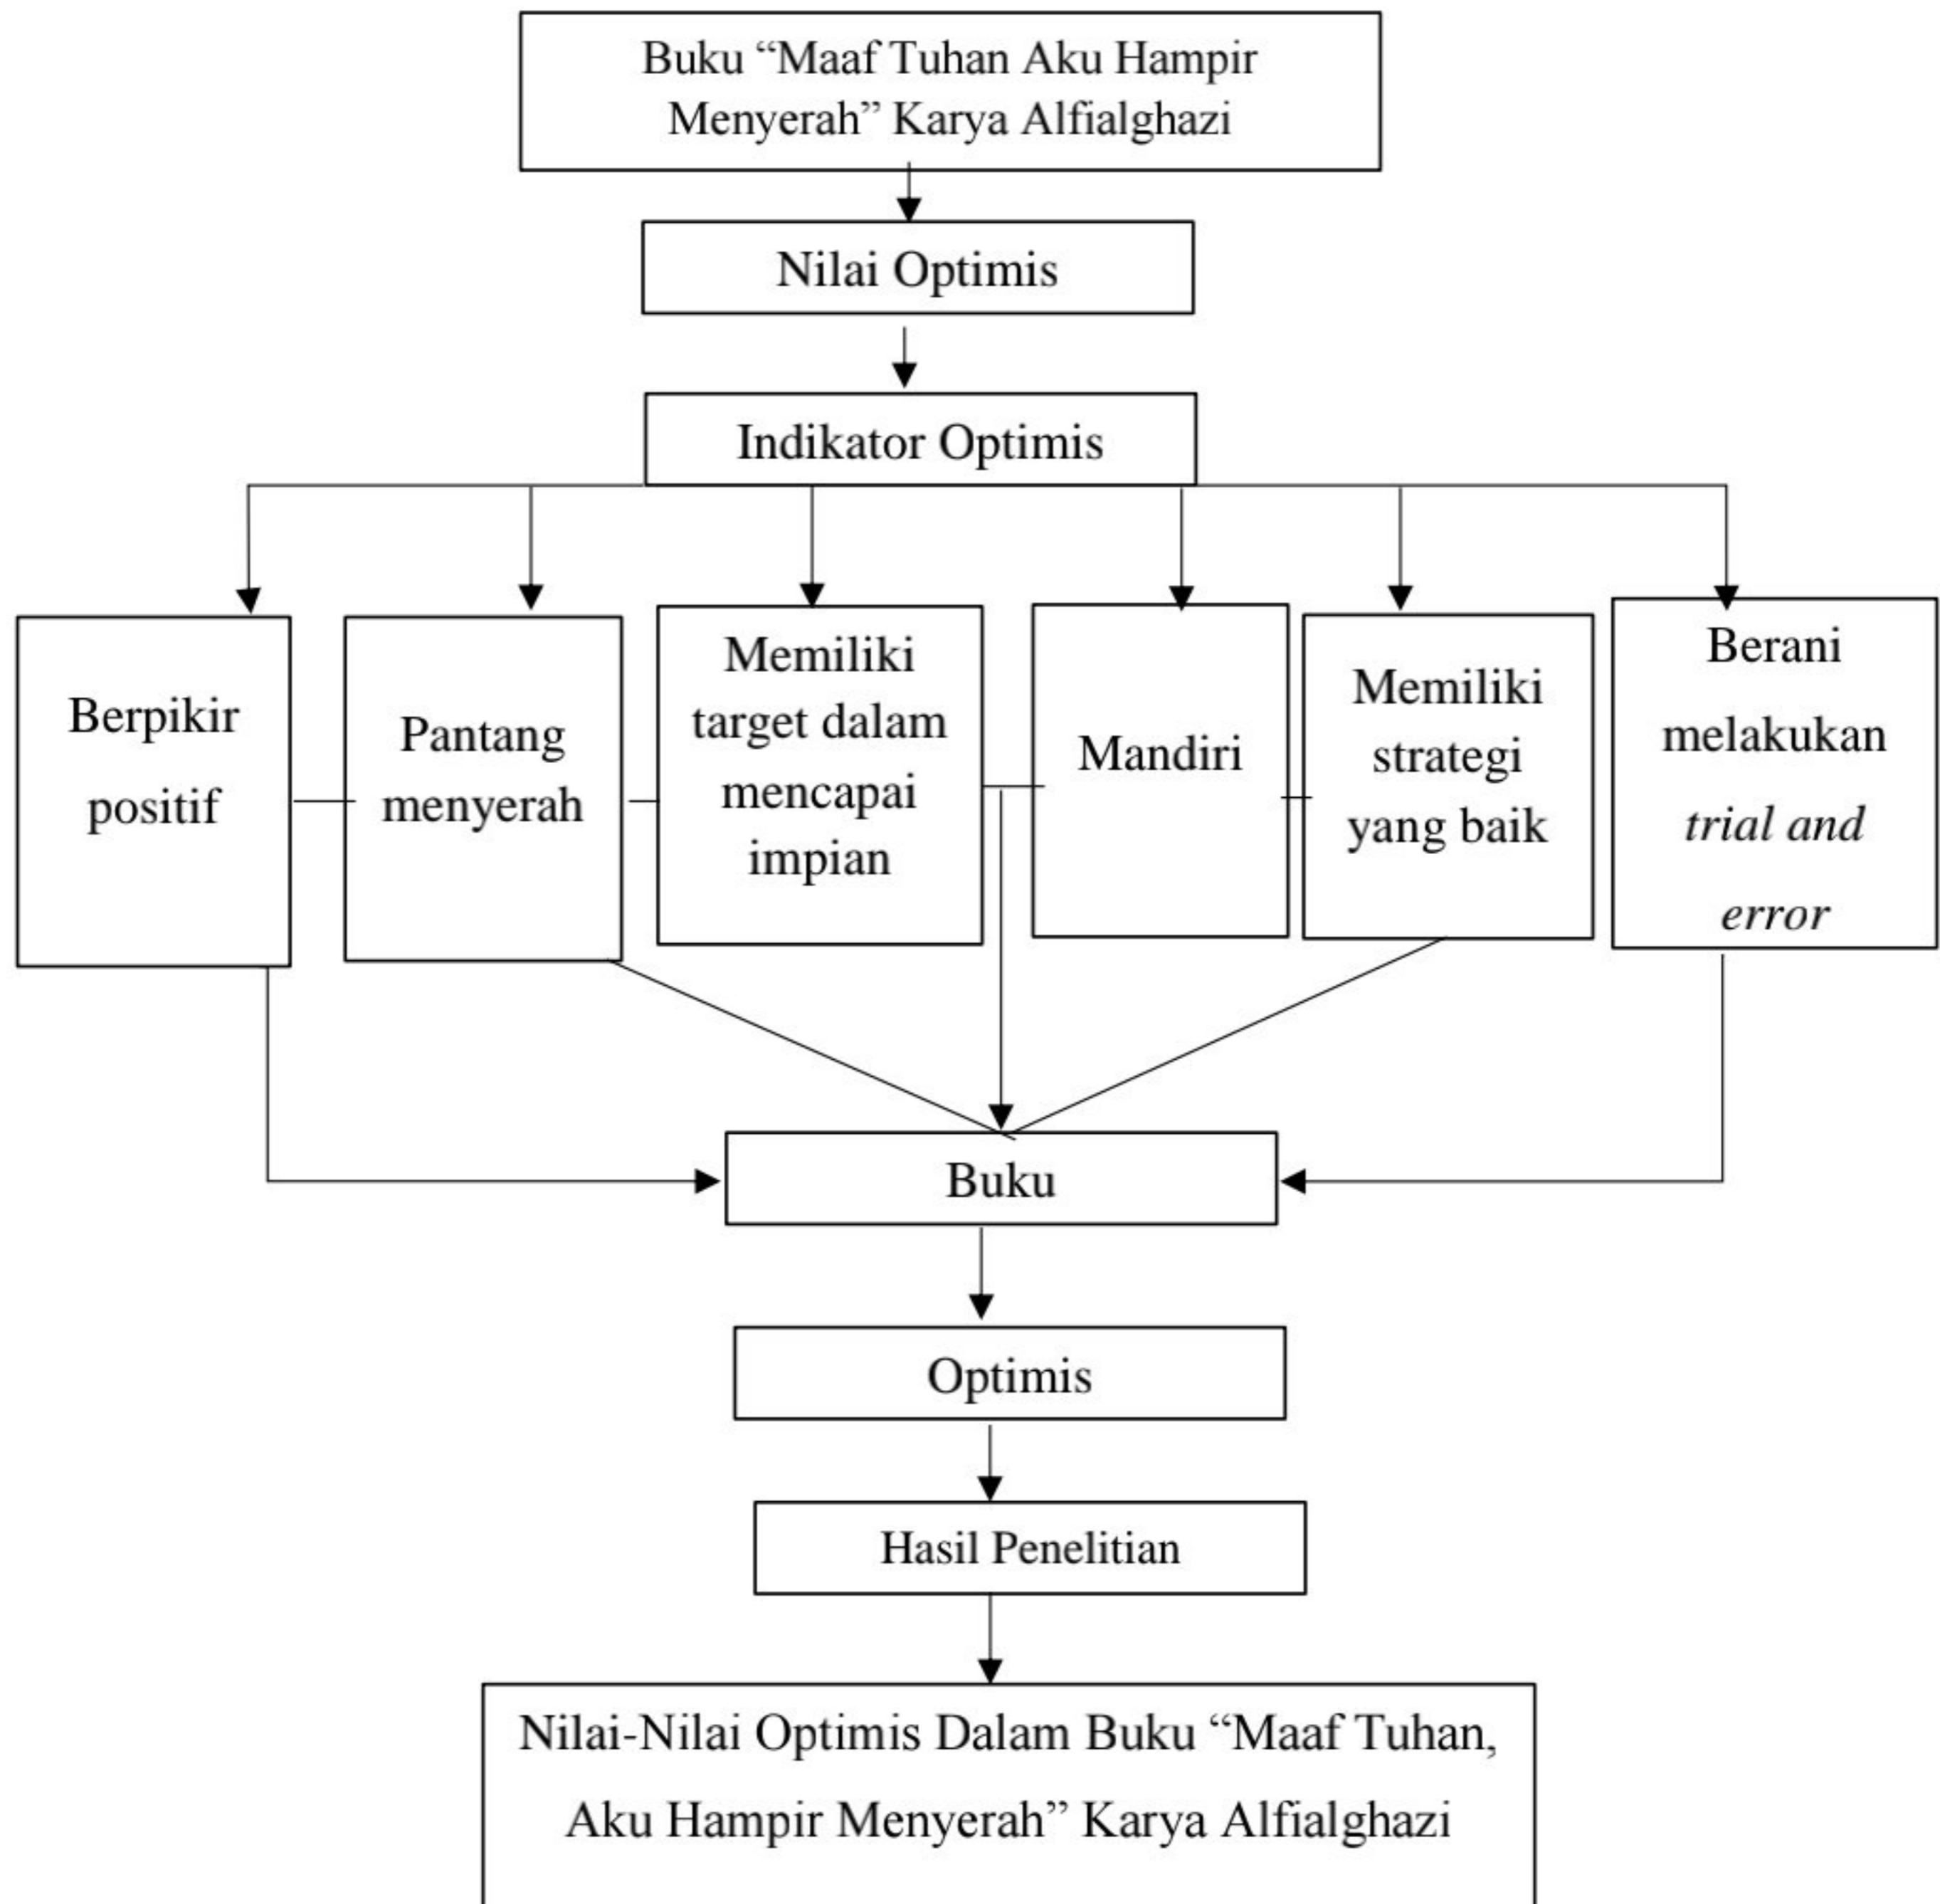 Buku “Maaf Tuhan Aku Hampir
Menyerah” Karya Alfialghazi
Nilai Optimis
Indikator Optimis
Berpikir
positif
Pantang
menyerah
Memiliki
target dalam
mencapai
impian
Mandiri
Memiliki
strategi
yang baik
Berani
melakukan
trial and
error
Buku
Optimis
Hasil Penelitian
Nilai-Nilai Optimis Dalam Buku “Maaf Tuhan,
Aku Hampir Menyerah” Karya Alfialghazi